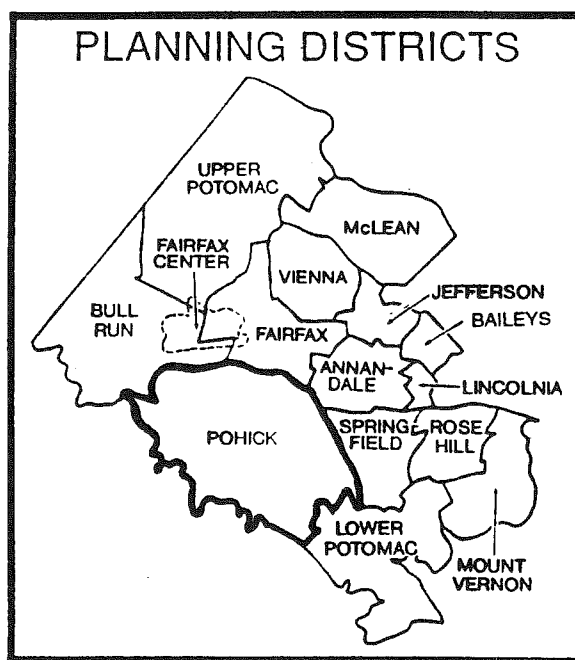 PLANNING DISTRICTS
UPPER
POTOMAC
McLEAN
FAIRFAX
CENTER
VIENNA
JEFFERSON
BULL
RUN
FAIRFAX
BAILEYS
ANNAN-
DALE
LINCOLNIA
POHICK
SPRING
FIELD
ROSE
HILL
LOWER
POTOMAC
MOUNT
VERNON